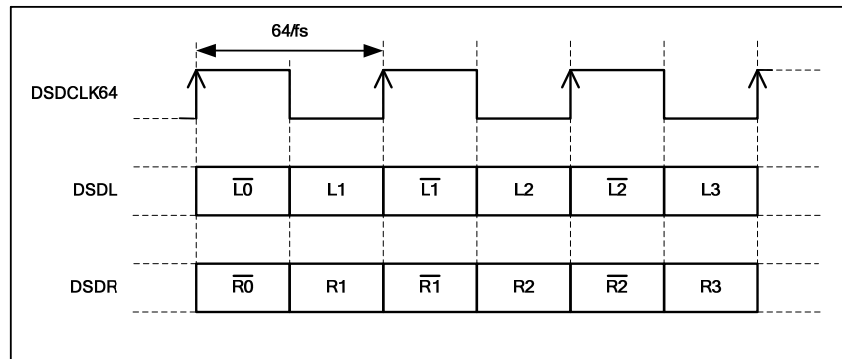 64/fs
DSDCLK64
DSDL L̅0̅ L1 L̅1̅ L2 L̅2̅ L3
DSDR R̅0̅ R1 R̅1̅ R2 R̅2̅ R3